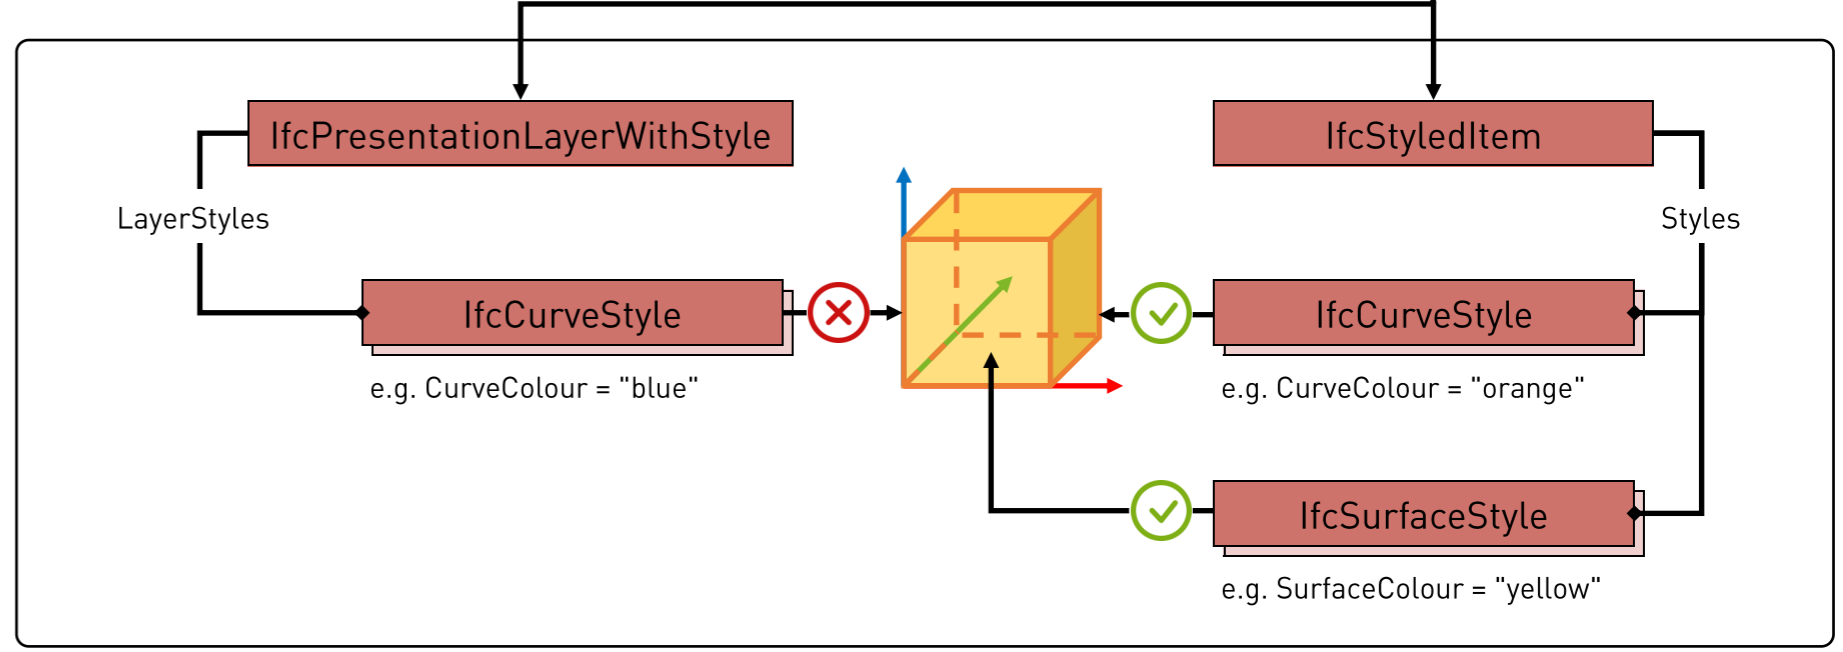 IfcPresentationLayerWithStyle
IfcStyledItem
LayerStyles
Styles
IfcCurveStyle
IfcCurveStyle
e.g. CurveColour = "blue"
e.g. CurveColour = "orange"
IfcSurfaceStyle
e.g. SurfaceColour = "yellow"